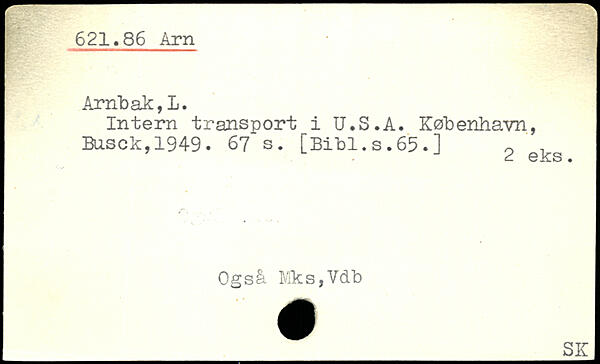 621.86 Arn
Arnbak,L.
Intern transport i U.S.A. København,
Busck,1949. 67 s. [Bibl.s.65.]
2 eks.
Også Mks,Vdb
SK